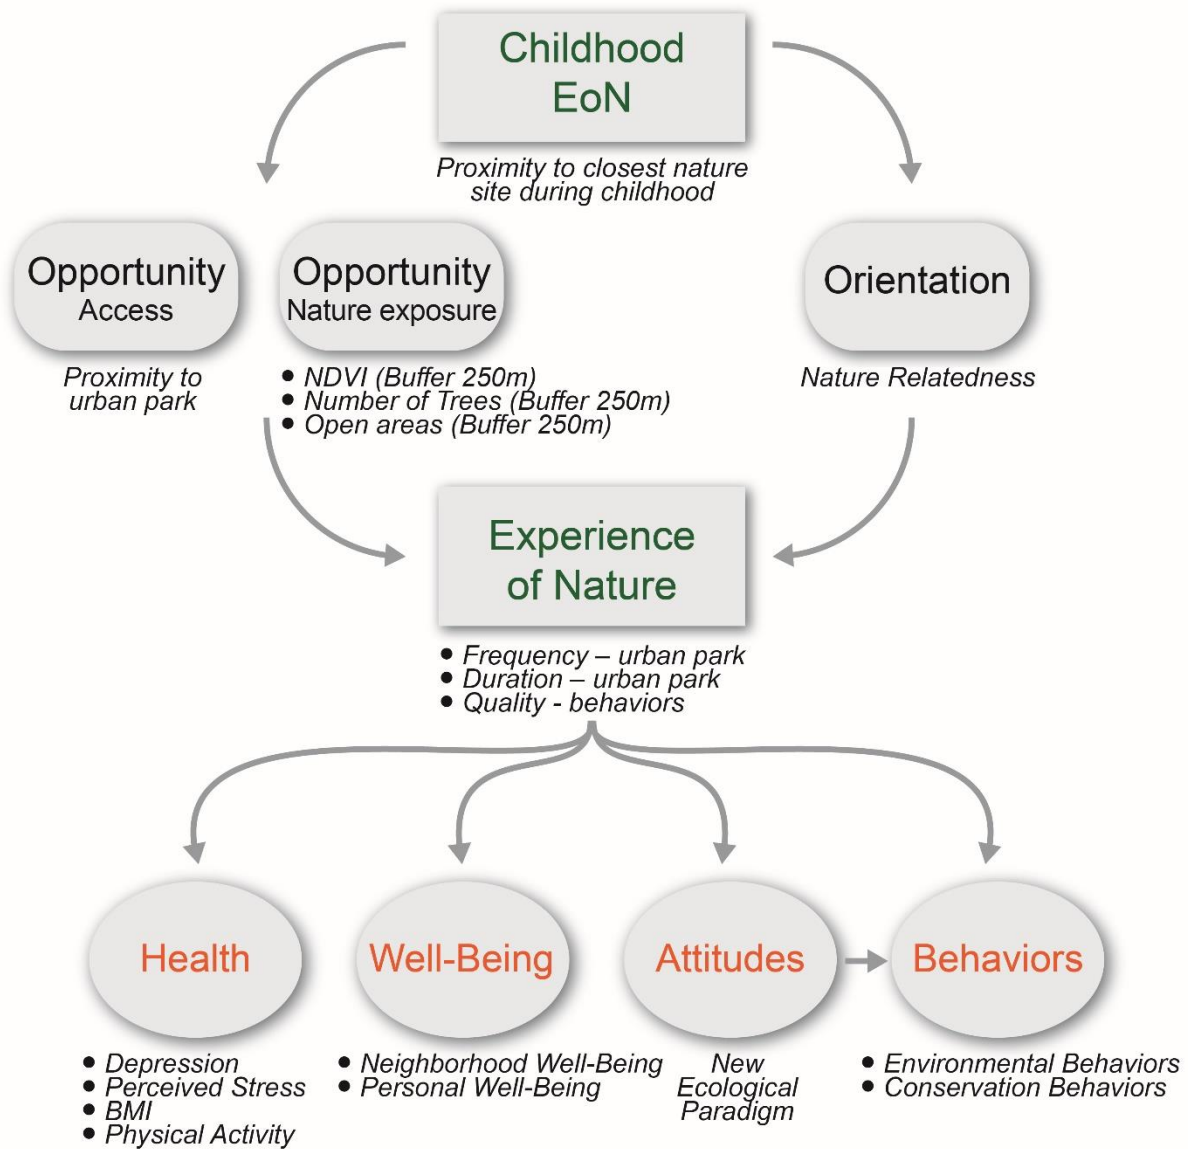 Childhood
EoN
Proximity to closest nature
site during childhood
Opportunity
Access
Proximity to
urban park
Opportunity
Nature exposure
● NDVI (Buffer 250m)
● Number of Trees (Buffer 250m)
● Open areas (Buffer 250m)
Orientation
Nature Relatedness
Experience
of Nature
● Frequency – urban park
● Duration – urban park
● Quality - behaviors
Health
● Depression
● Perceived Stress
● BMI
● Physical Activity
Well-Being
● Neighborhood Well-Being
● Personal Well-Being
Attitudes
New
Ecological
Paradigm
Behaviors
● Environmental Behaviors
● Conservation Behaviors